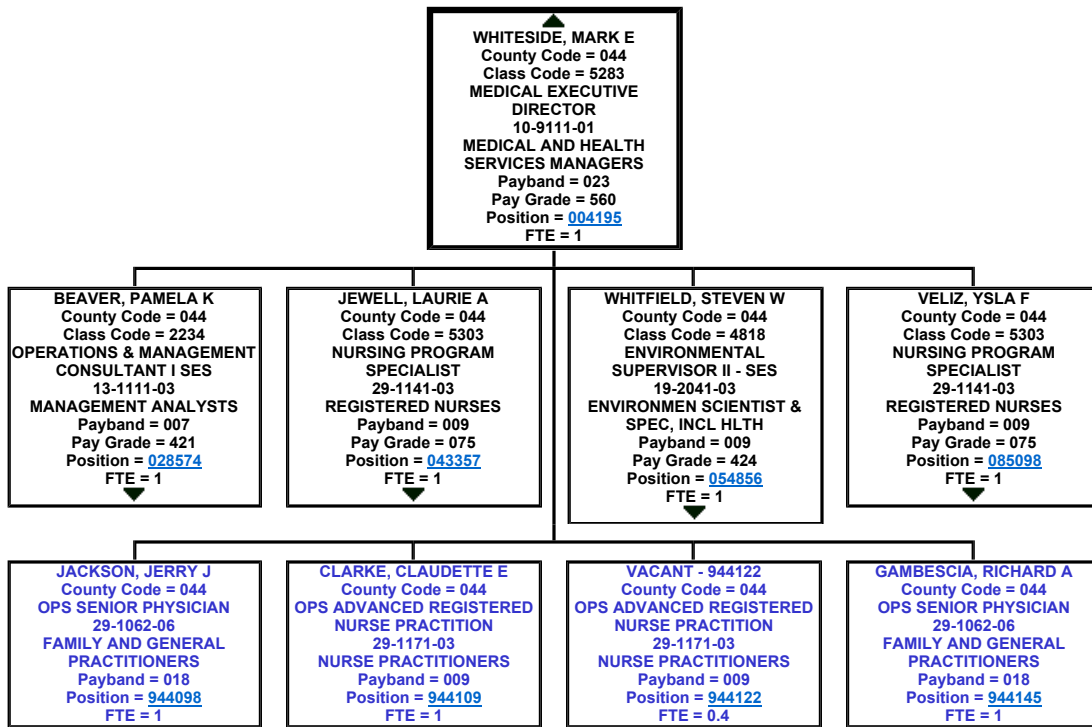 WHITESIDE, MARK E
County Code = 044
Class Code = 5283
MEDICAL EXECUTIVE
DIRECTOR
10-9111-01
MEDICAL AND HEALTH
SERVICES MANAGERS
Payband = 023
Pay Grade = 560
Position = 004195
FTE = 1
BEAVER, PAMELA K
County Code = 044
Class Code = 2234
OPERATIONS & MANAGEMENT
CONSULTANT I SES
13-1111-03
MANAGEMENT ANALYSTS
Payband = 007
Pay Grade = 421
Position = 028574
FTE = 1
JEWELL, LAURIE A
County Code = 044
Class Code = 5303
NURSING PROGRAM
SPECIALIST
29-1141-03
REGISTERED NURSES
Payband = 009
Pay Grade = 075
Position = 043357
FTE = 1
WHITFIELD, STEVEN W
County Code = 044
Class Code = 4818
ENVIRONMENTAL
SUPERVISOR II - SES
19-2041-03
ENVIRONMEN SCIENTIST &
SPEC, INCL HLTH
Payband = 009
Pay Grade = 424
Position = 054856
FTE = 1
VELIZ, YSLA F
County Code = 044
Class Code = 5303
NURSING PROGRAM
SPECIALIST
29-1141-03
REGISTERED NURSES
Payband = 009
Pay Grade = 075
Position = 085098
FTE = 1
JACKSON, JERRY J
County Code = 044
OPS SENIOR PHYSICIAN
29-1062-06
FAMILY AND GENERAL
PRACTITIONERS
Payband = 018
Position = 944098
FTE = 1
CLARKE, CLAUDETTE E
County Code = 044
OPS ADVANCED REGISTERED
NURSE PRACTITION
29-1171-03
NURSE PRACTITIONERS
Payband = 009
Position = 944109
FTE = 1
VACANT - 944122
County Code = 044
OPS ADVANCED REGISTERED
NURSE PRACTITION
29-1171-03
NURSE PRACTITIONERS
Payband = 009
Position = 944122
FTE = 0.4
GAMBESCIA, RICHARD A
County Code = 044
OPS SENIOR PHYSICIAN
29-1062-06
FAMILY AND GENERAL
PRACTITIONERS
Payband = 018
Position = 944145
FTE = 1